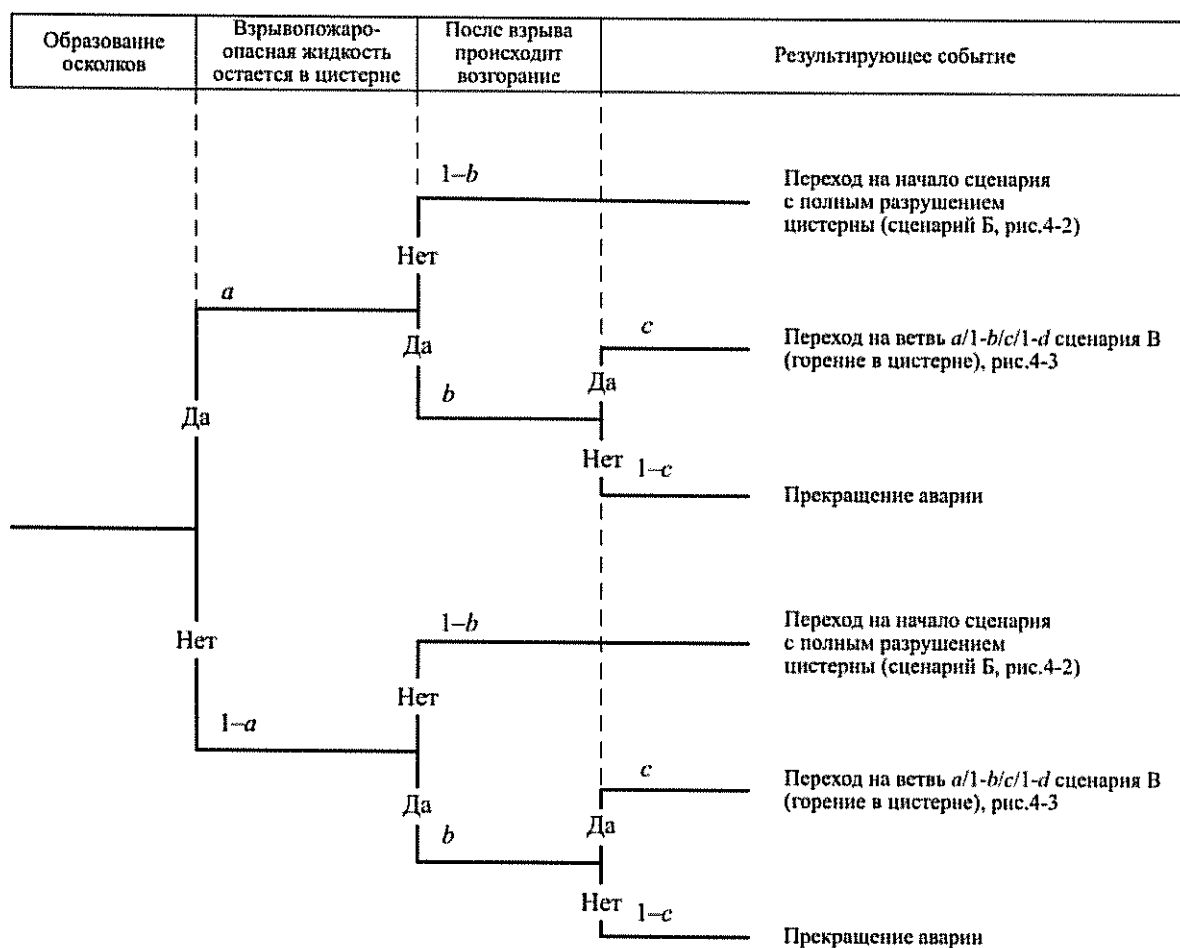 Образование
осколков
Взрывопожаро-
опасная жидкость
остается в цистерне
После взрыва
происходит
возгорание
Результирующее событие
1–b
Переход на начало сценария
с полным разрушением
цистерны (сценарий Б, рис.4-2)
Нет
a
c
Да
Переход на ветвь a/1-b/c/1-d сценария В
(горение в цистерне), рис.4-3
Да
b
Да
Нет
1–c
Прекращение аварии
1–b
Переход на начало сценария
с полным разрушением
цистерны (сценарий Б, рис.4-2)
Нет
Нет
1–a
c
Переход на ветвь a/1-b/c/1-d сценария В
(горение в цистерне), рис.4-3
Да
Да
b
Нет
1–c
Прекращение аварии